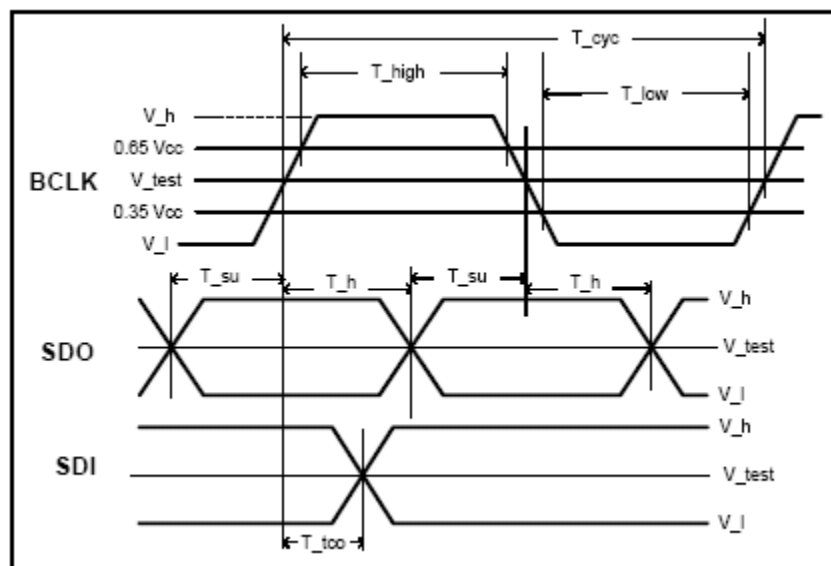 T_cyc
T_high
T_low
V_h
0.65 Vcc
BCLK
V_test
0.35 Vcc
V_l
T_su
T_h
T_su
T_h
V_h
SDO
V_test
V_l
V_h
SDI
V_test
V_l
T_tco